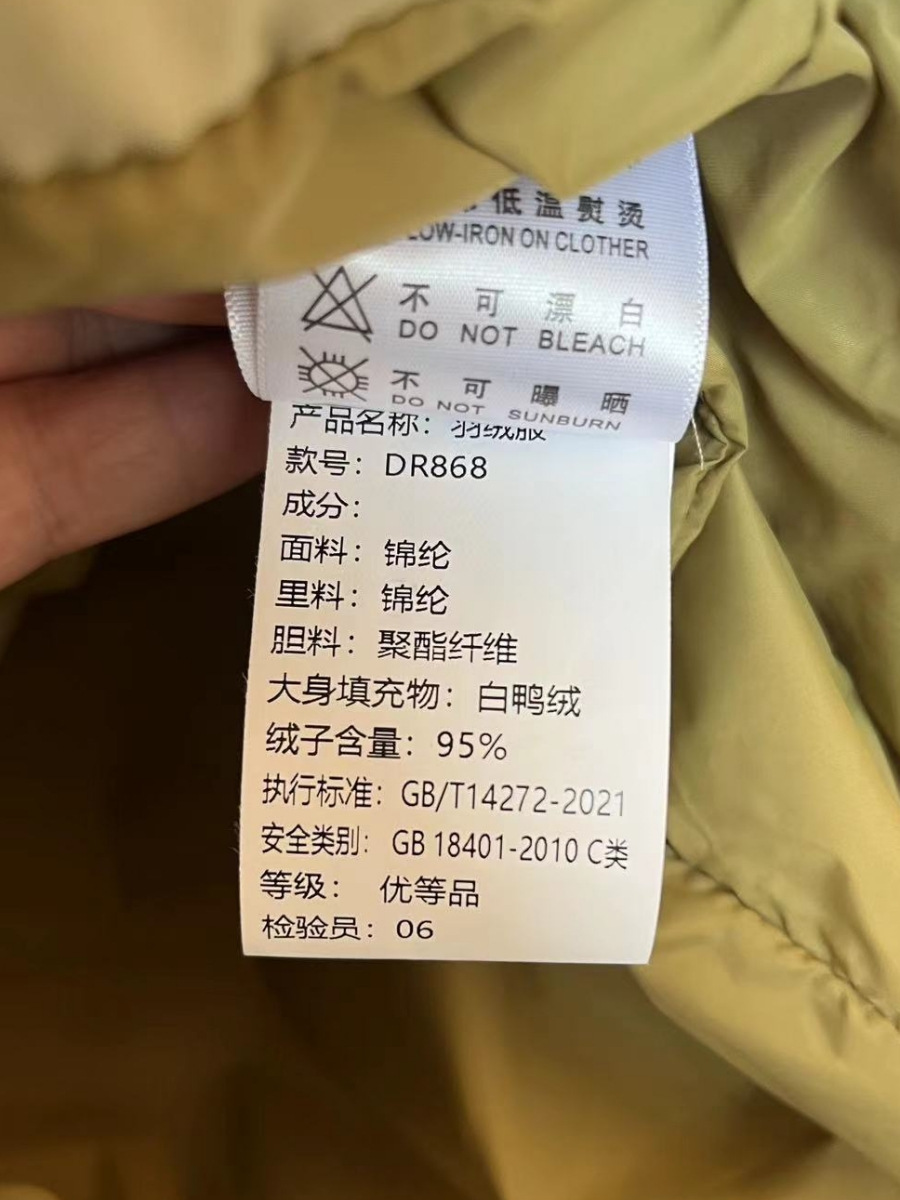 低温熨烫
LOW-IRON ON CLOTHER
不可漂白
DO NOT BLEACH
不可曝晒
DO NOT SUNBURN
产品名称：羽绒服
款号：DR868
成分：
面料：锦纶
里料：锦纶
胆料：聚酯纤维
大身填充物：白鸭绒
绒子含量：95%
执行标准：GB/T14272-2021
安全类别：GB 18401-2010 C类
等级：优等品
检验员：06